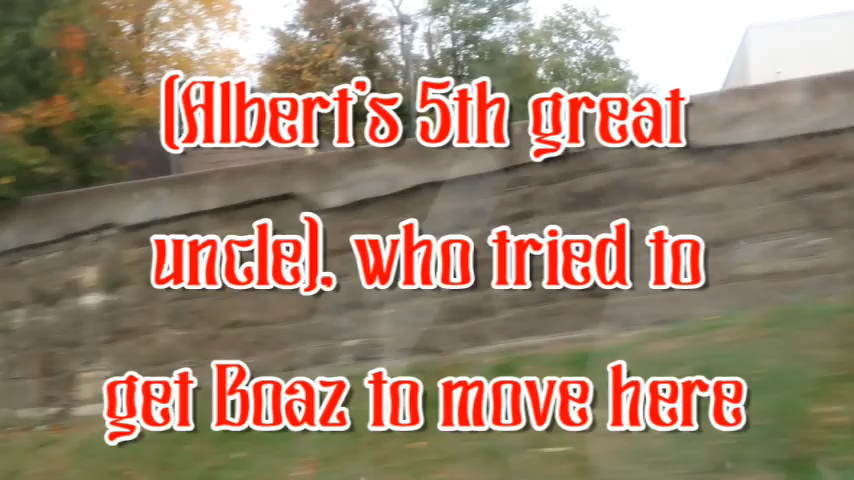 (Albert's 5th great
uncle), who tried to
get Boaz to move here